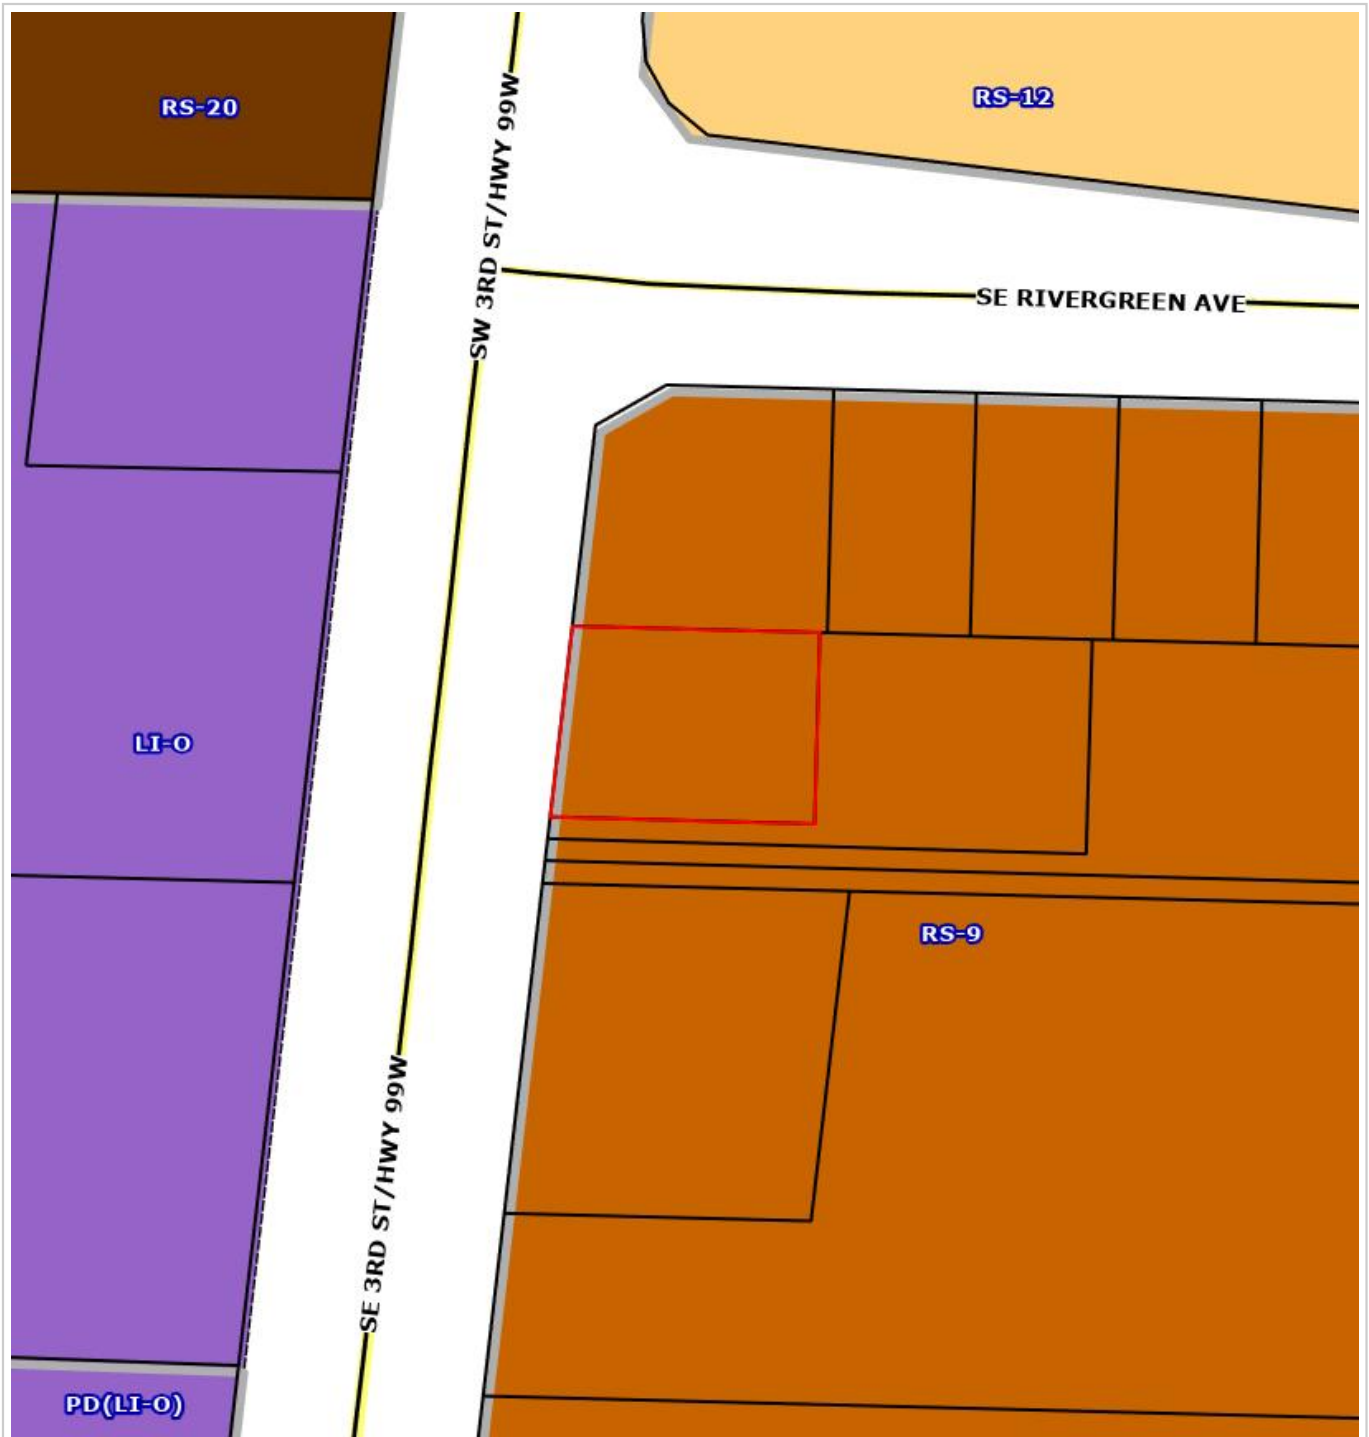 RS-20
RS-12
SW 3RD ST/HWY 99W
SE RIVERGREEN AVE
LI-O
RS-9
SE 3RD ST/HWY 99W
PD(LI-O)